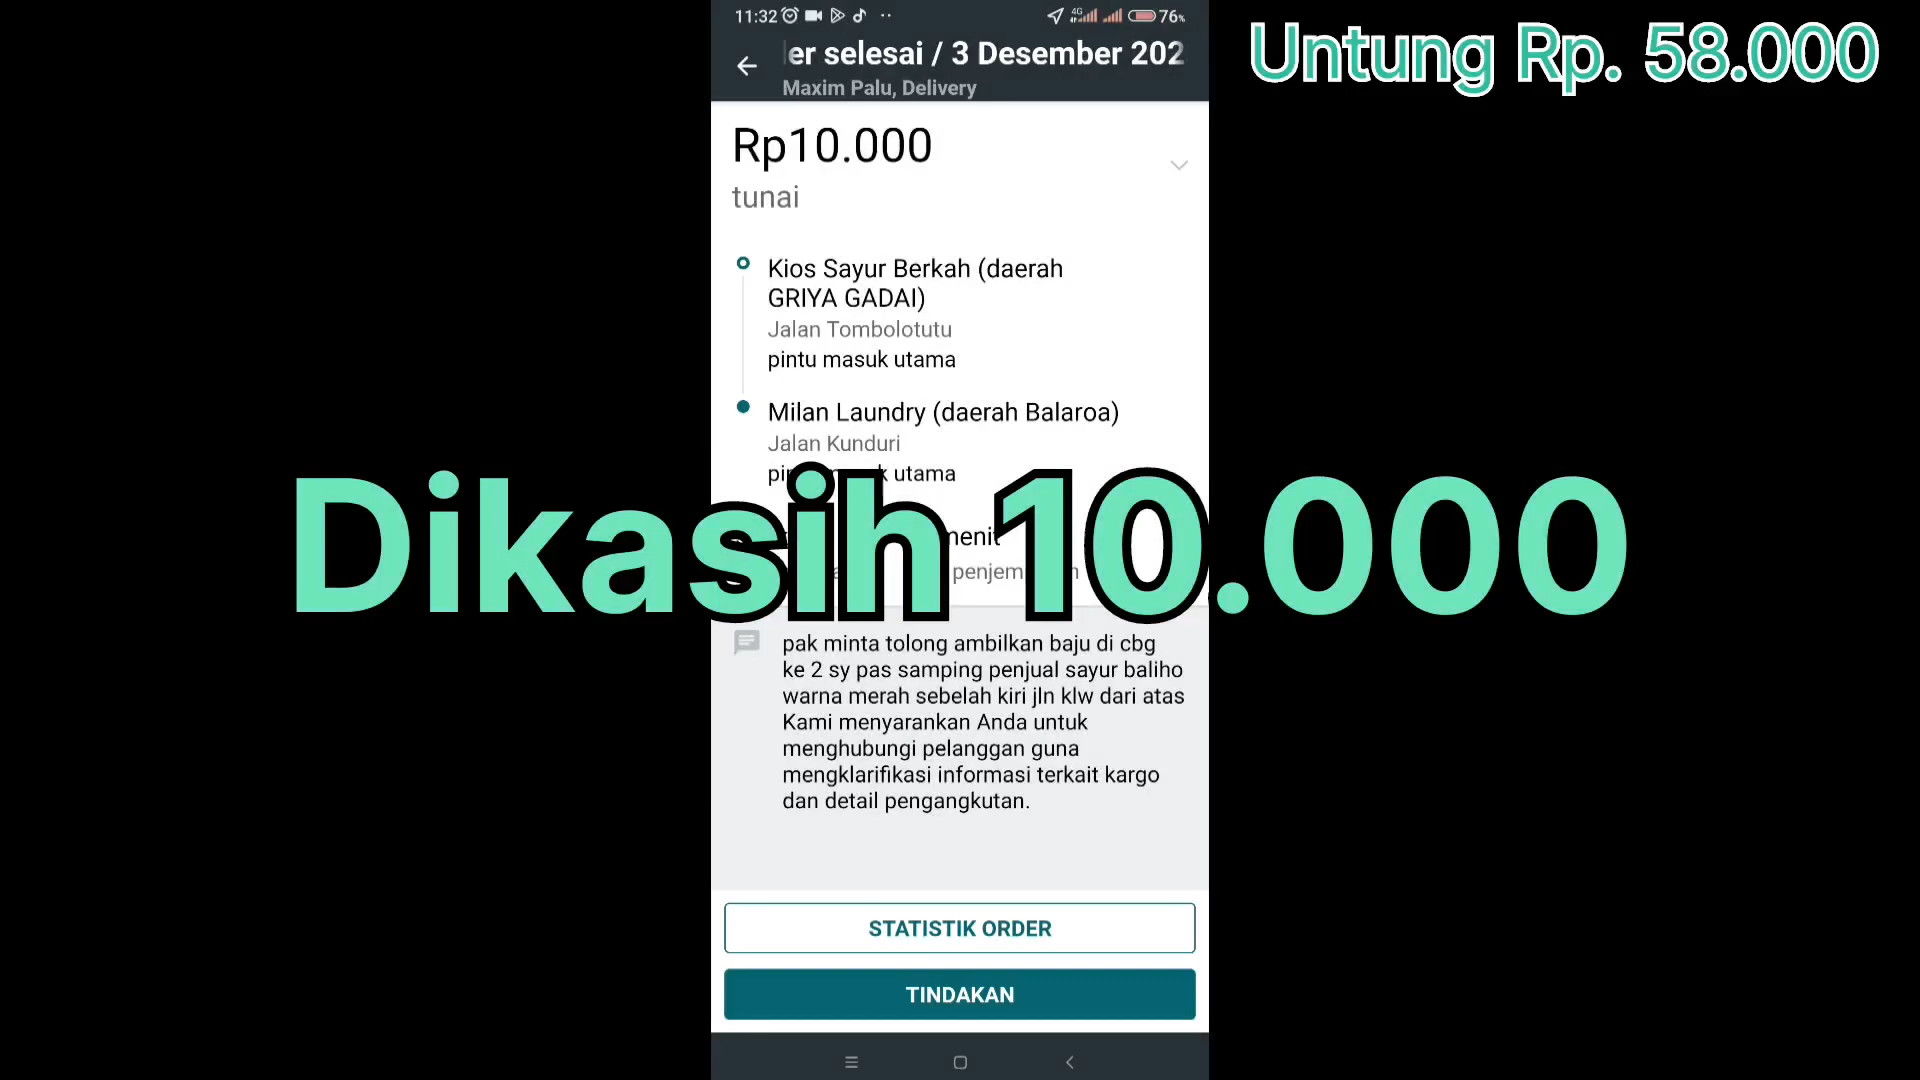 11:32
4G
76%
er selesai / 3 Desember 202
Maxim Palu, Delivery
Untung Rp. 58.000
Rp10.000
tunai
Kios Sayur Berkah (daerah
GRIYA GADAI)
Jalan Tombolotutu
pintu masuk utama
Milan Laundry (daerah Balaroa)
Jalan Kunduri
utama
Dikasih 10.000
pak minta tolong ambilkan baju di cbg
ke 2 sy pas samping penjual sayur baliho
warna merah sebelah kiri jln klw dari atas
Kami menyarankan Anda untuk
menghubungi pelanggan guna
mengklarifikasi informasi terkait kargo
dan detail pengangkutan.
STATISTIK ORDER
TINDAKAN